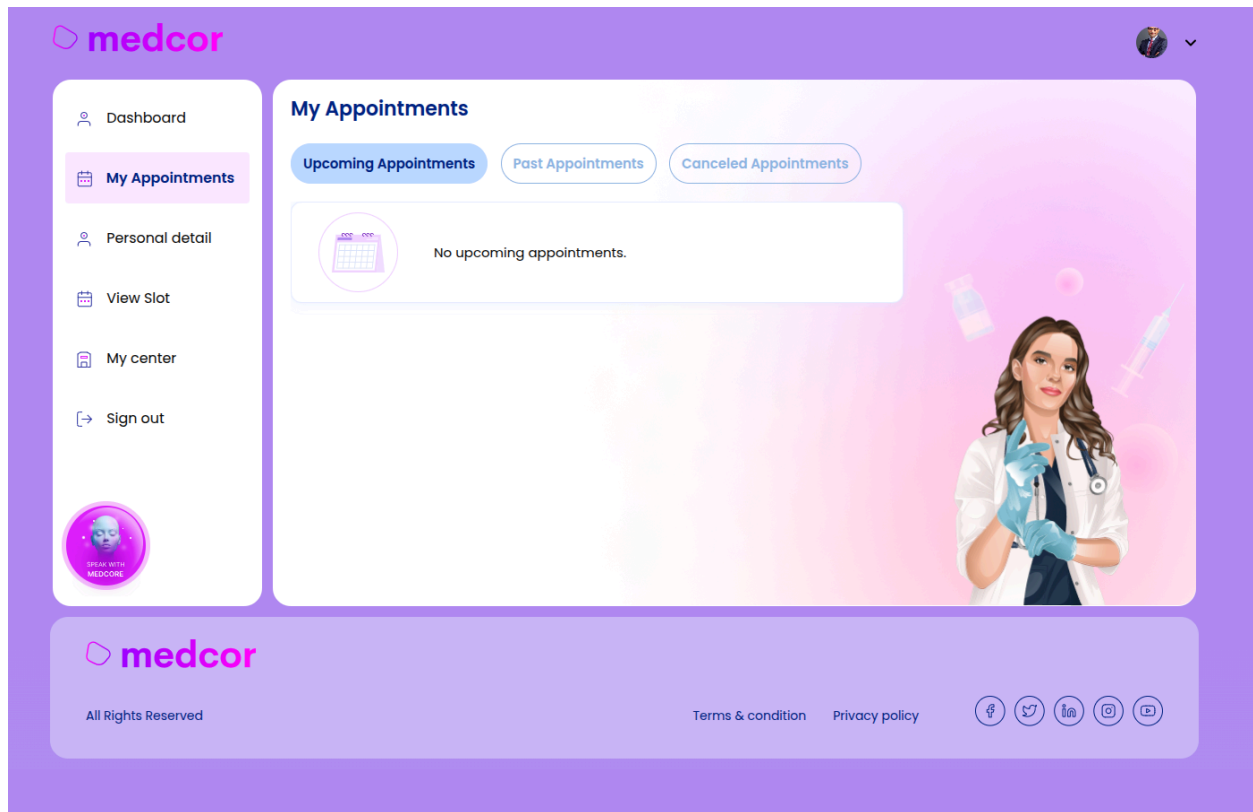 medcor
Dashboard
My Appointments
Personal detail
View Slot
My center
Sign out
SPEAK WITH
MEDCORE
My Appointments
Upcoming Appointments
Past Appointments
Canceled Appointments
No upcoming appointments.
medcor
All Rights Reserved
Terms & condition
Privacy policy